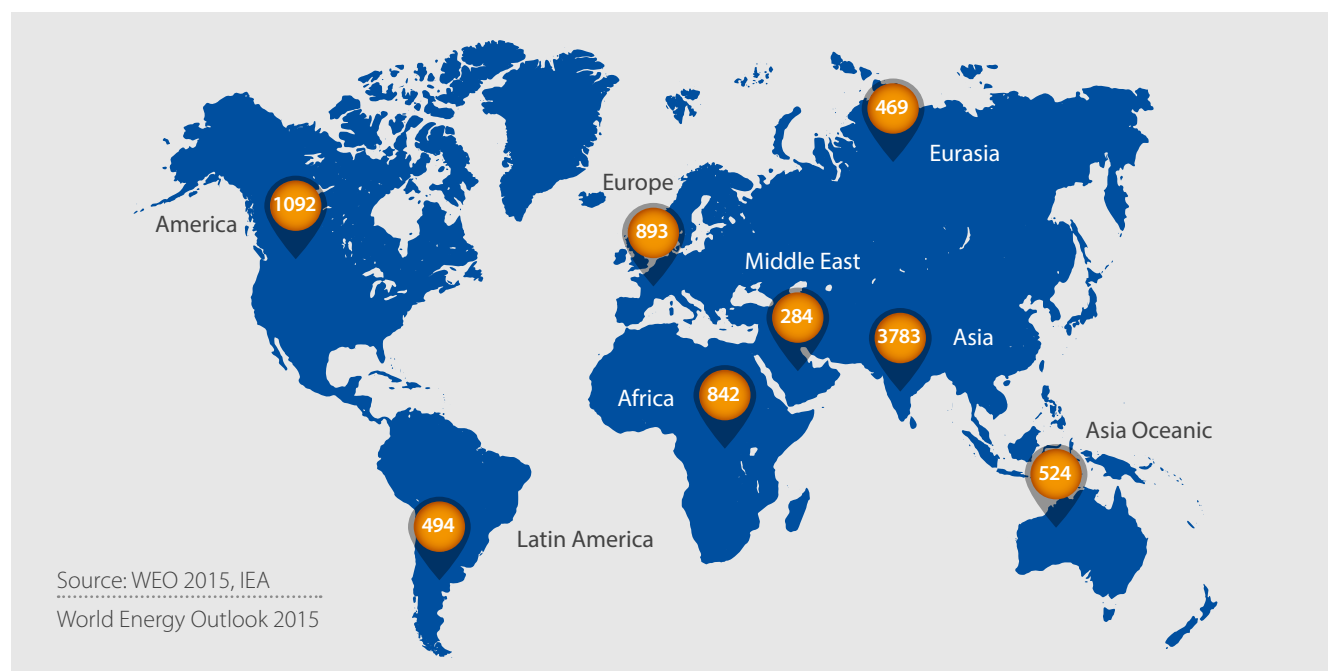 469
Eurasia
Europe
1092
America
893
Middle East
284
3783
Asia
Africa
842
Asia Oceanic
524
494
Latin America
Source: WEO 2015, IEA
World Energy Outlook 2015